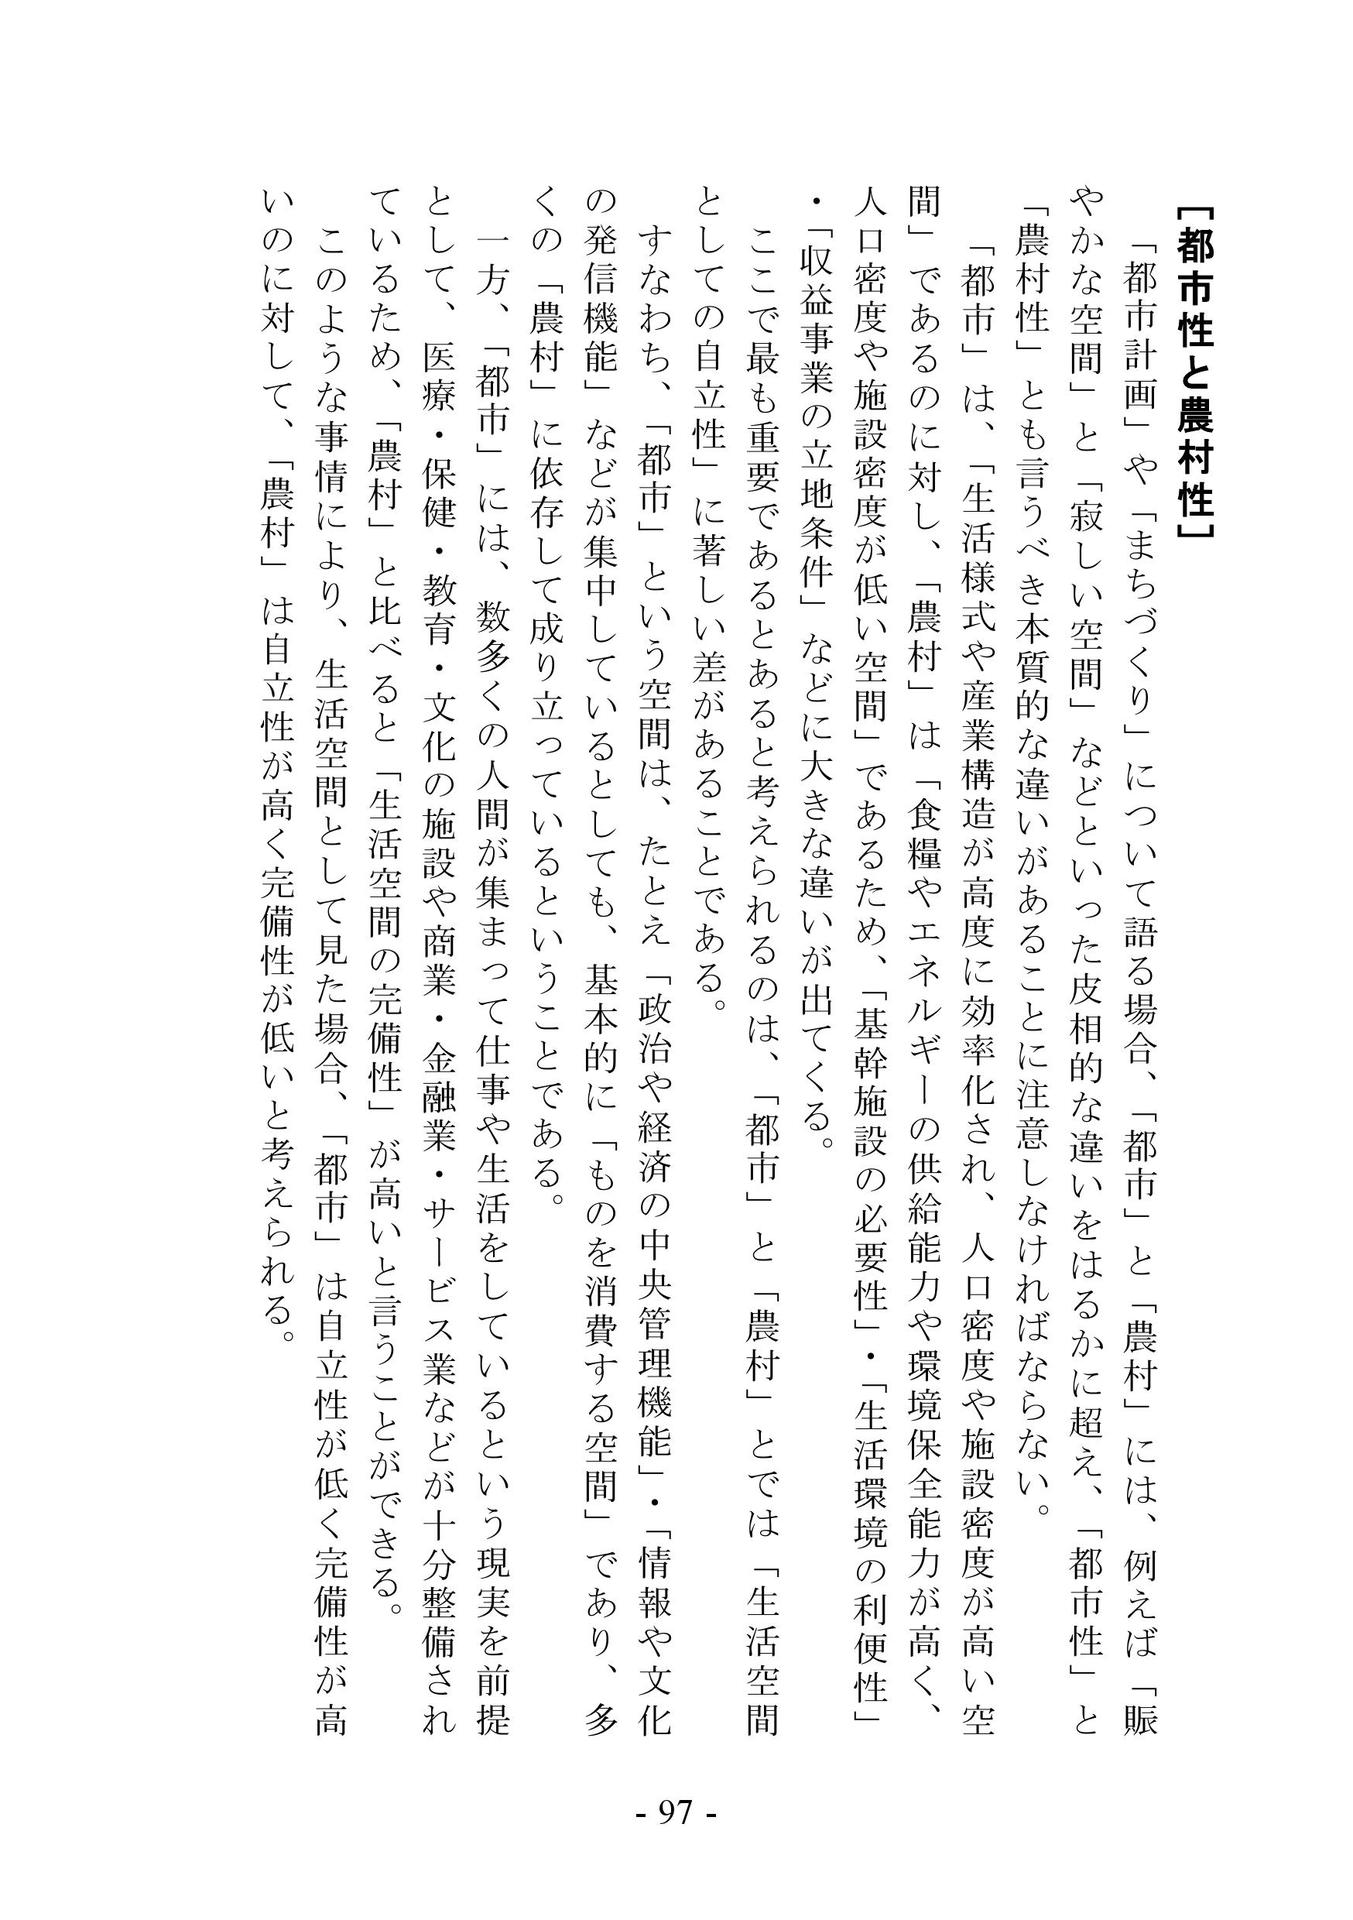 ［都市性と農村性］
「都市計画」や「まちづくり」について語る場合、「都市」と「農村」には、例えば「賑
やかな空間」と「寂しい空間」などといった皮相的な違いをはるかに超え、「都市性」と
「農村性」とも言うべき本質的な違いがあることに注意しなければならない。
「都市」は、「生活様式や産業構造が高度に効率化され、人口密度や施設密度が高い空
間」であるのに対し、「農村」は「食糧やエネルギーの供給能力や環境保全能力が高く、
人口密度や施設密度が低い空間」であるため、「基幹施設の必要性」・「生活環境の利便性」
・「収益事業の立地条件」などに大きな違いが出てくる。
ここで最も重要であるとあると考えられるのは、「都市」と「農村」とでは「生活空間
としての自立性」に著しい差があることである。
すなわち、「都市」という空間は、たとえ「政治や経済の中央管理機能」・「情報や文化
の発信機能」などが集中しているとしても、基本的に「ものを消費する空間」であり、多
くの「農村」に依存して成り立っているということである。
一方、「都市」には、数多くの人間が集まって仕事や生活をしているという現実を前提
として、医療・保健・教育・文化の施設や商業・金融業・サービス業などが十分整備され
ているため、「農村」と比べると「生活空間の完備性」が高いと言うことができる。
このような事情により、生活空間として見た場合、「都市」は自立性が低く完備性が高
いのに対して、「農村」は自立性が高く完備性が低いと考えられる。
- 97 -